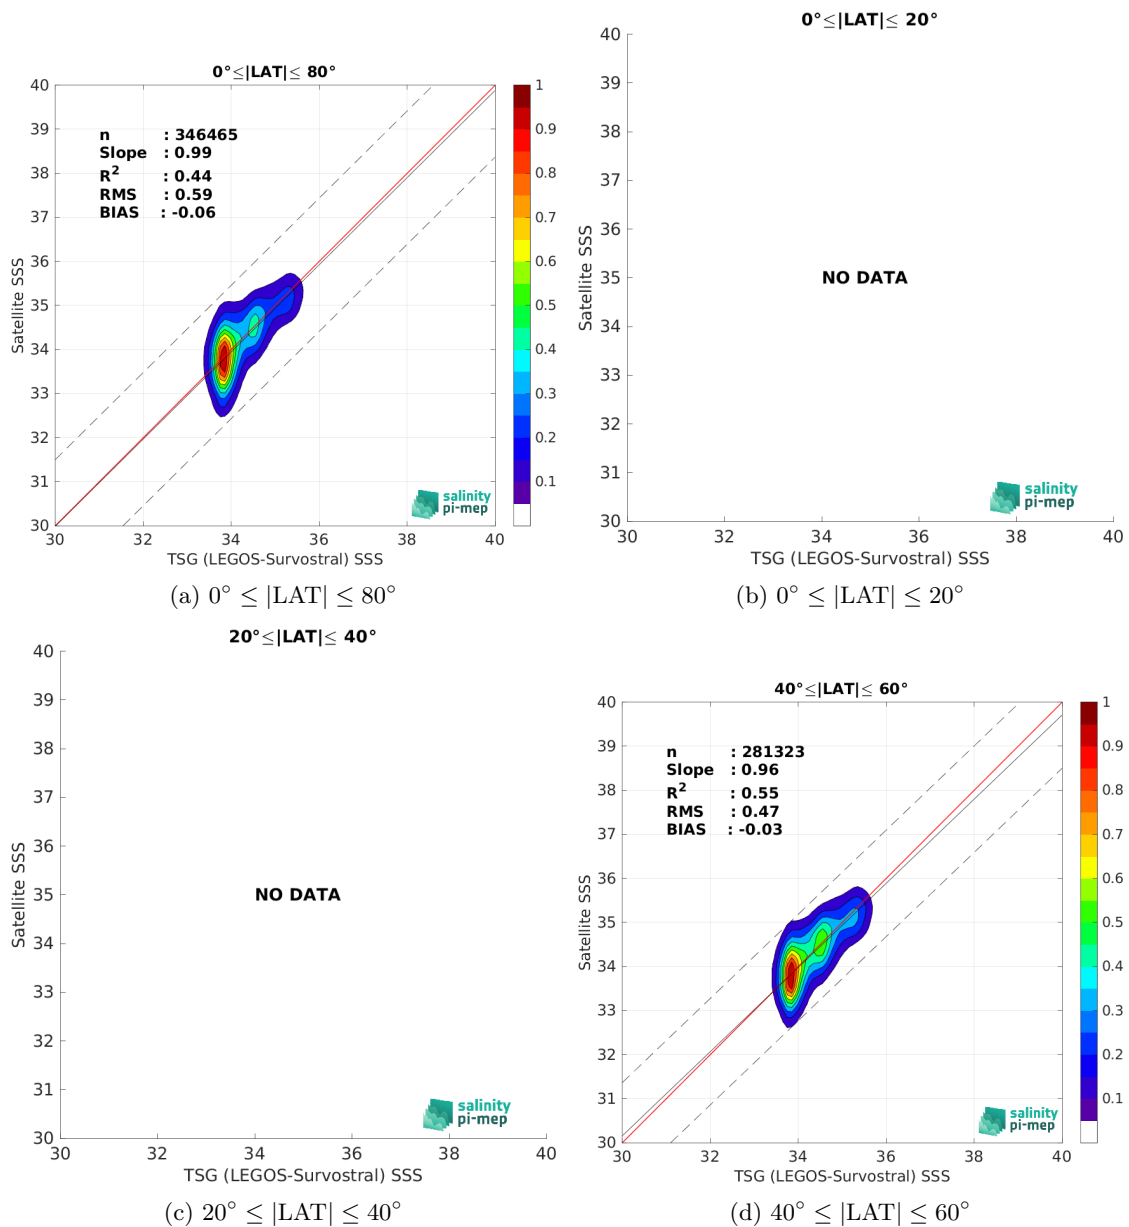 0°≤|LAT|≤ 80°
40
39
38
37
36
35
34
33
32
31
30
Satellite SSS
n : 346465
Slope : 0.99
R² : 0.44
RMS : 0.59
BIAS : -0.06
1
0.9
0.8
0.7
0.6
0.5
0.4
0.3
0.2
0.1
salinity
pi-mep
30 32 34 36 38 40
TSG (LEGOS-Survostral) SSS
(a) 0° ≤ |LAT| ≤ 80°
0°≤|LAT|≤ 20°
40
39
38
37
36
35
34
33
32
31
30
Satellite SSS
NO DATA
salinity
pi-mep
30 32 34 36 38 40
TSG (LEGOS-Survostral) SSS
(b) 0° ≤ |LAT| ≤ 20°
20°≤|LAT|≤ 40°
40
39
38
37
36
35
34
33
32
31
30
Satellite SSS
NO DATA
salinity
pi-mep
30 32 34 36 38 40
TSG (LEGOS-Survostral) SSS
(c) 20° ≤ |LAT| ≤ 40°
40°≤|LAT|≤ 60°
40
39
38
37
36
35
34
33
32
31
30
Satellite SSS
n : 281323
Slope : 0.96
R² : 0.55
RMS : 0.47
BIAS : -0.03
1
0.9
0.8
0.7
0.6
0.5
0.4
0.3
0.2
0.1
salinity
pi-mep
30 32 34 36 38 40
TSG (LEGOS-Survostral) SSS
(d) 40° ≤ |LAT| ≤ 60°